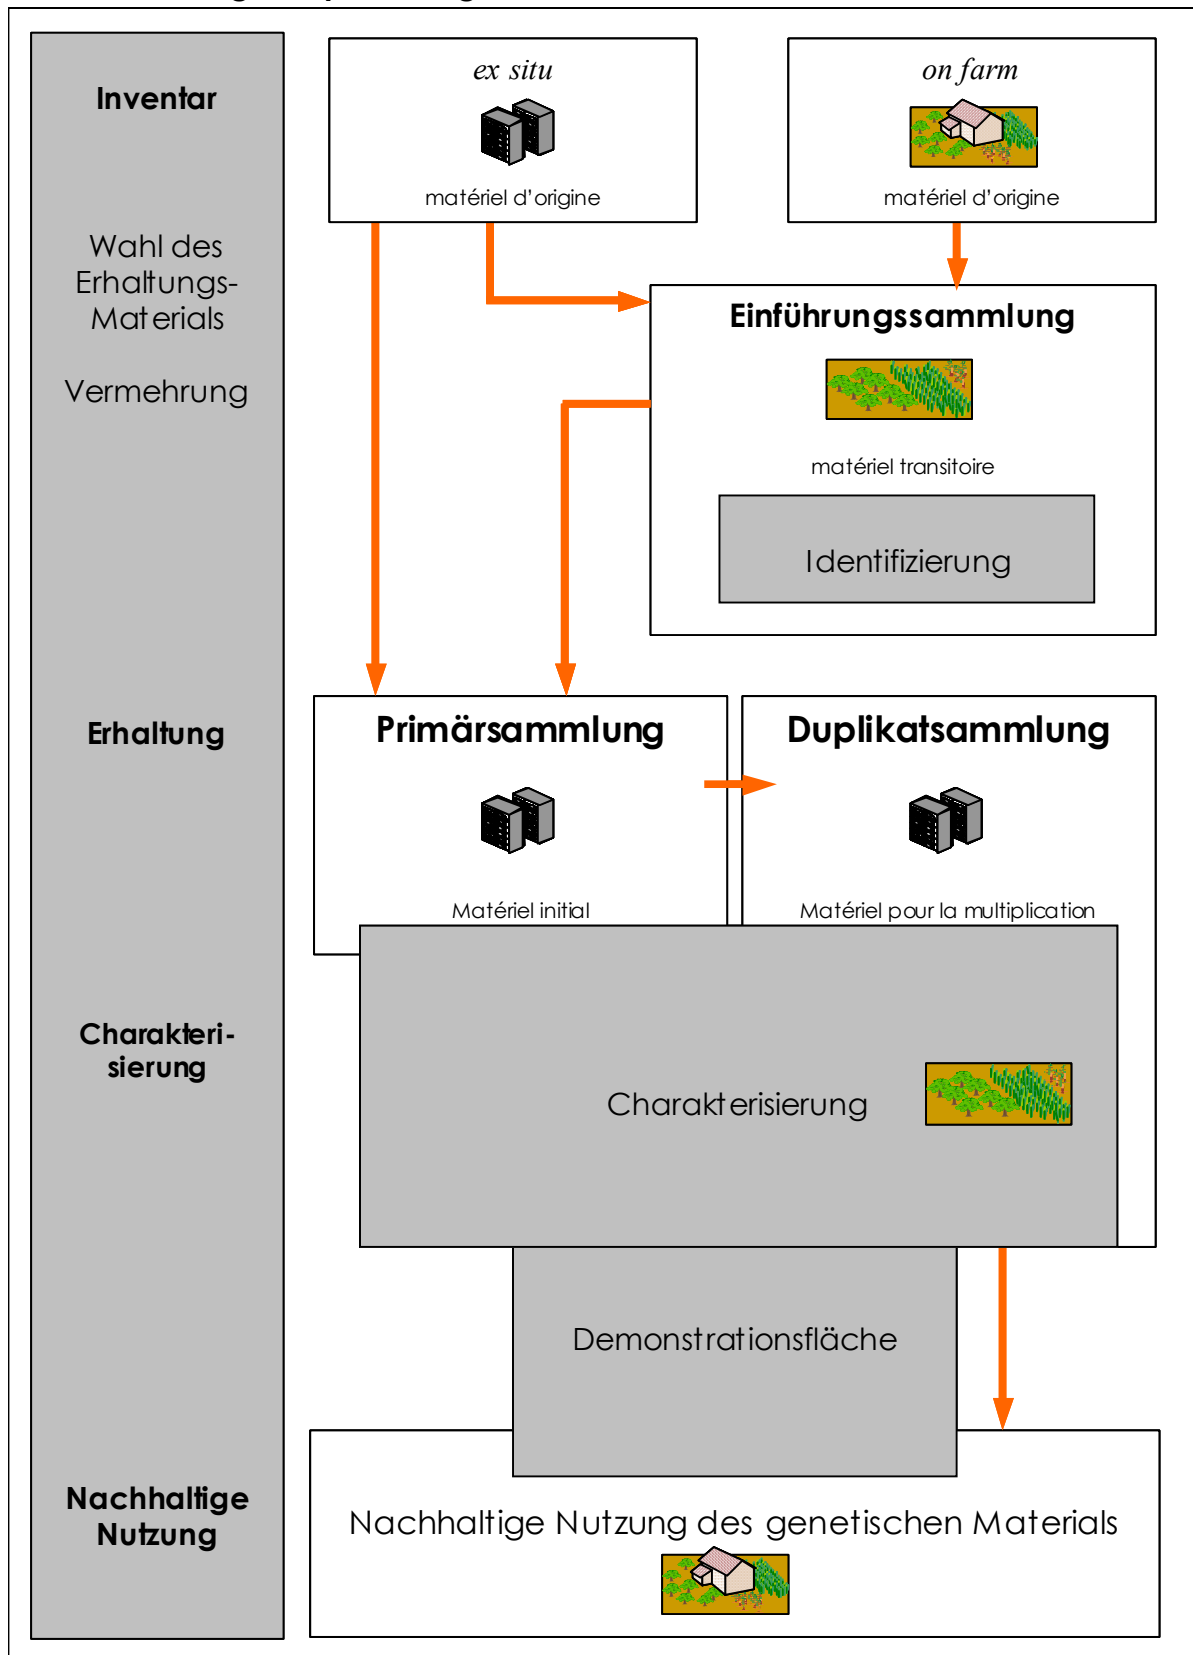 Inventar
Wahl des
Erhaltungs-
Materials
Vermehrung
Erhaltung
Charakteri-
sierung
Nachhaltige
Nutzung
ex situ
matériel d'origine
on farm
matériel d'origine
Einführungssammlung
matériel transitoire
Identifizierung
Primärsammlung
Matériel initial
Duplikatsammlung
Matériel pour la multiplication
Charakterisierung
Demonstrationsfläche
Nachhaltige Nutzung des genetischen Materials